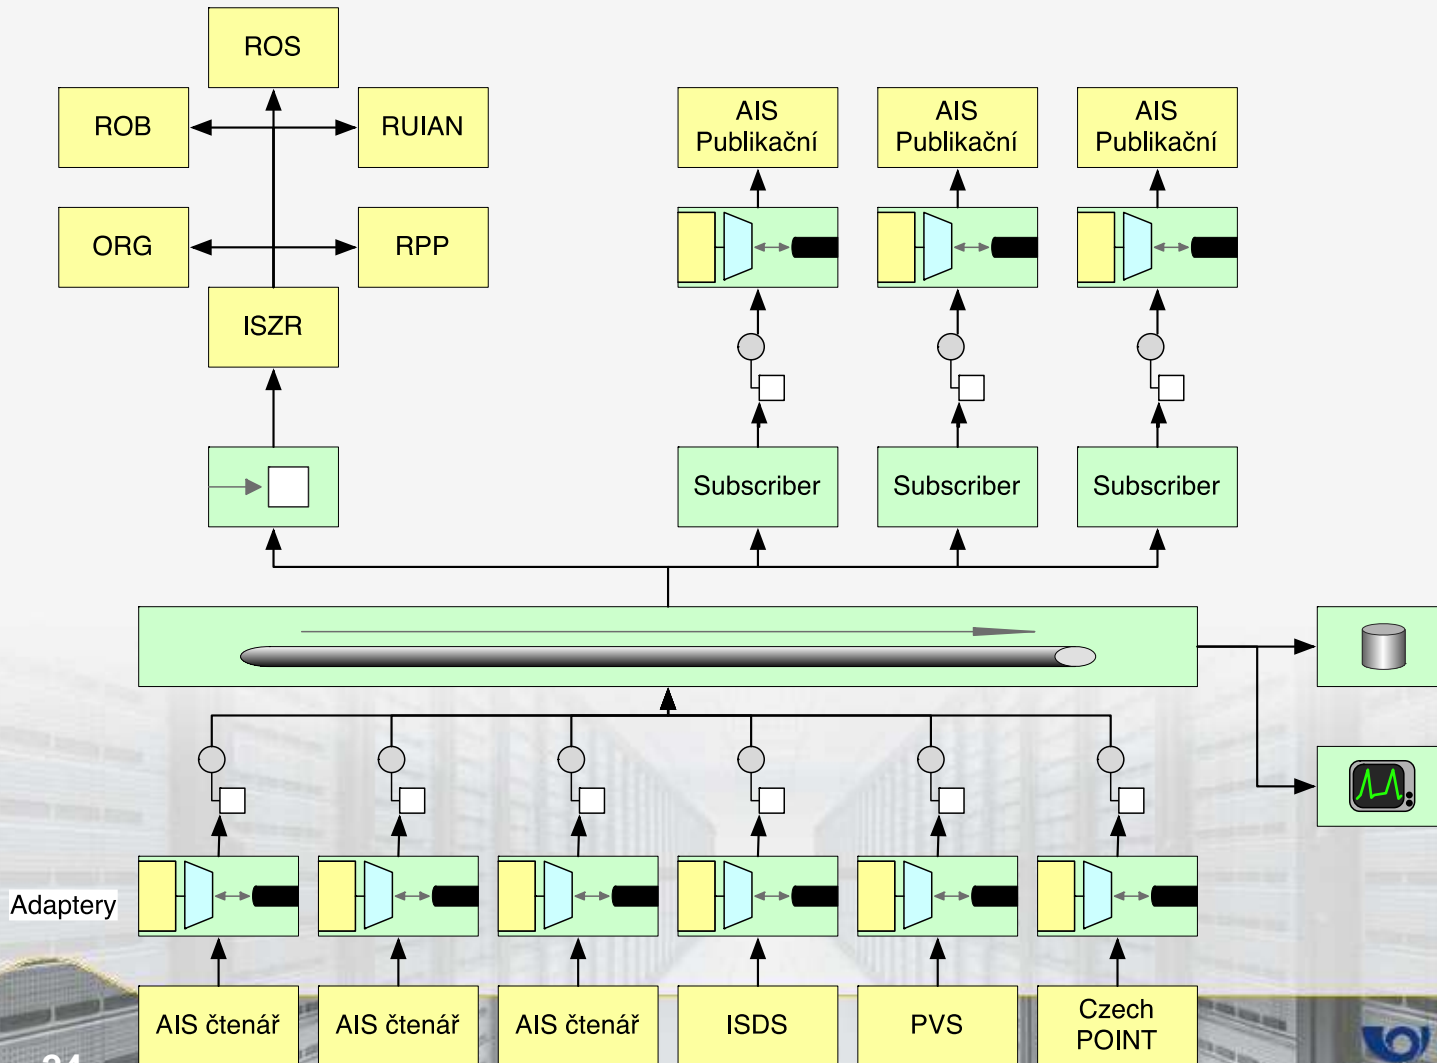 ROS
ROB
RUIAN
ORG
RPP
ISZR
AIS
Publikační
AIS
Publikační
AIS
Publikační
Subscriber
Subscriber
Subscriber
Adaptery
AIS čtenář
AIS čtenář
AIS čtenář
ISDS
PVS
Czech
POINT